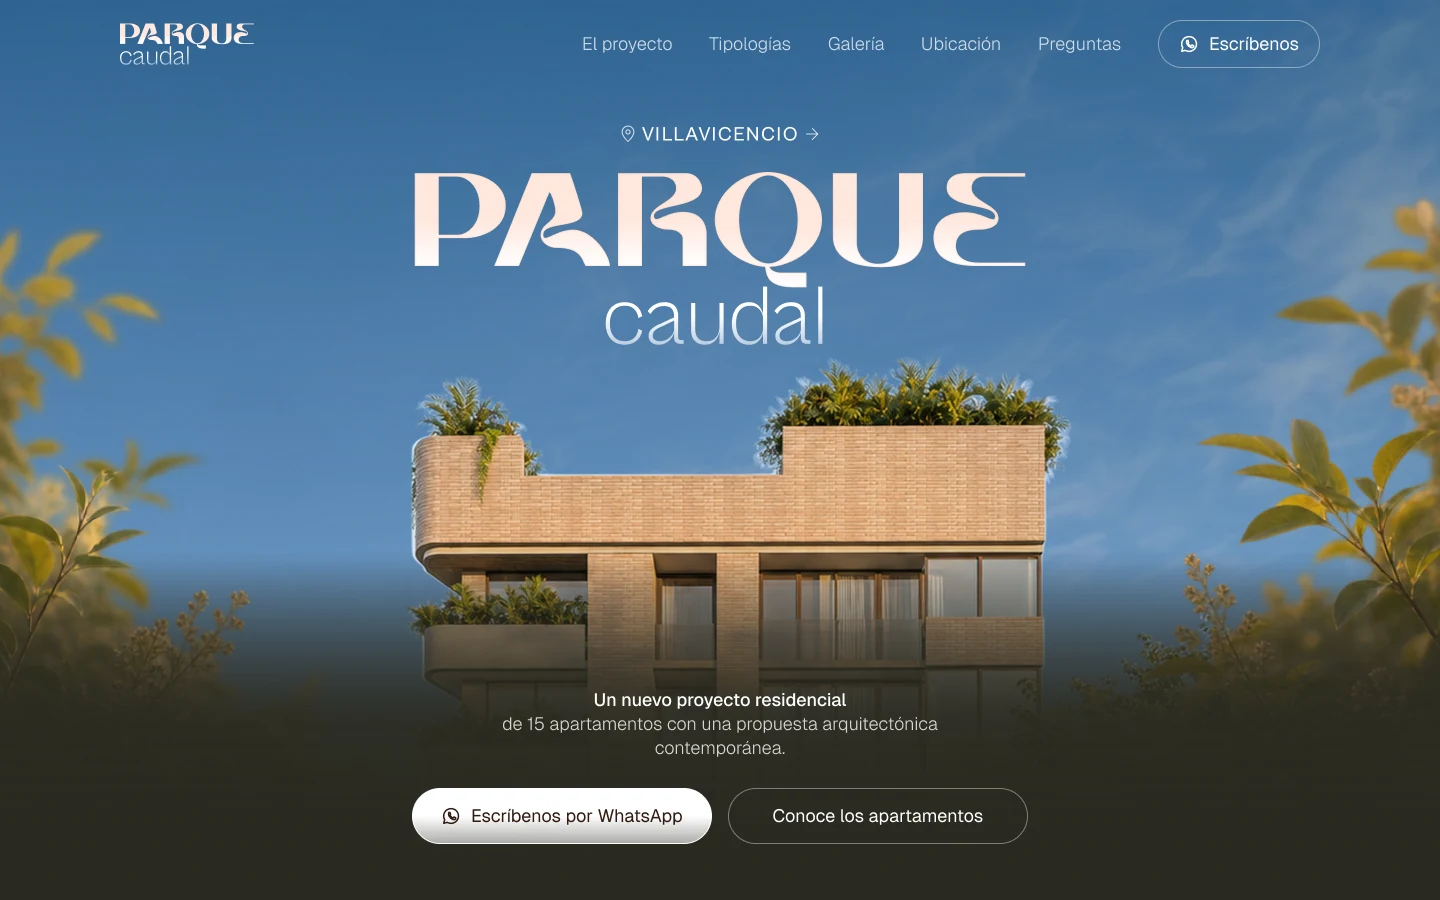 PARQUE
caudal
El proyecto
Tipologías
Galería
Ubicación
Preguntas
Escríbenos
VILLAVICENCIO
PARQUE
caudal
Un nuevo proyecto residencial
de 15 apartamentos con una propuesta arquitectónica
contemporánea.
Escríbenos por WhatsApp
Conoce los apartamentos